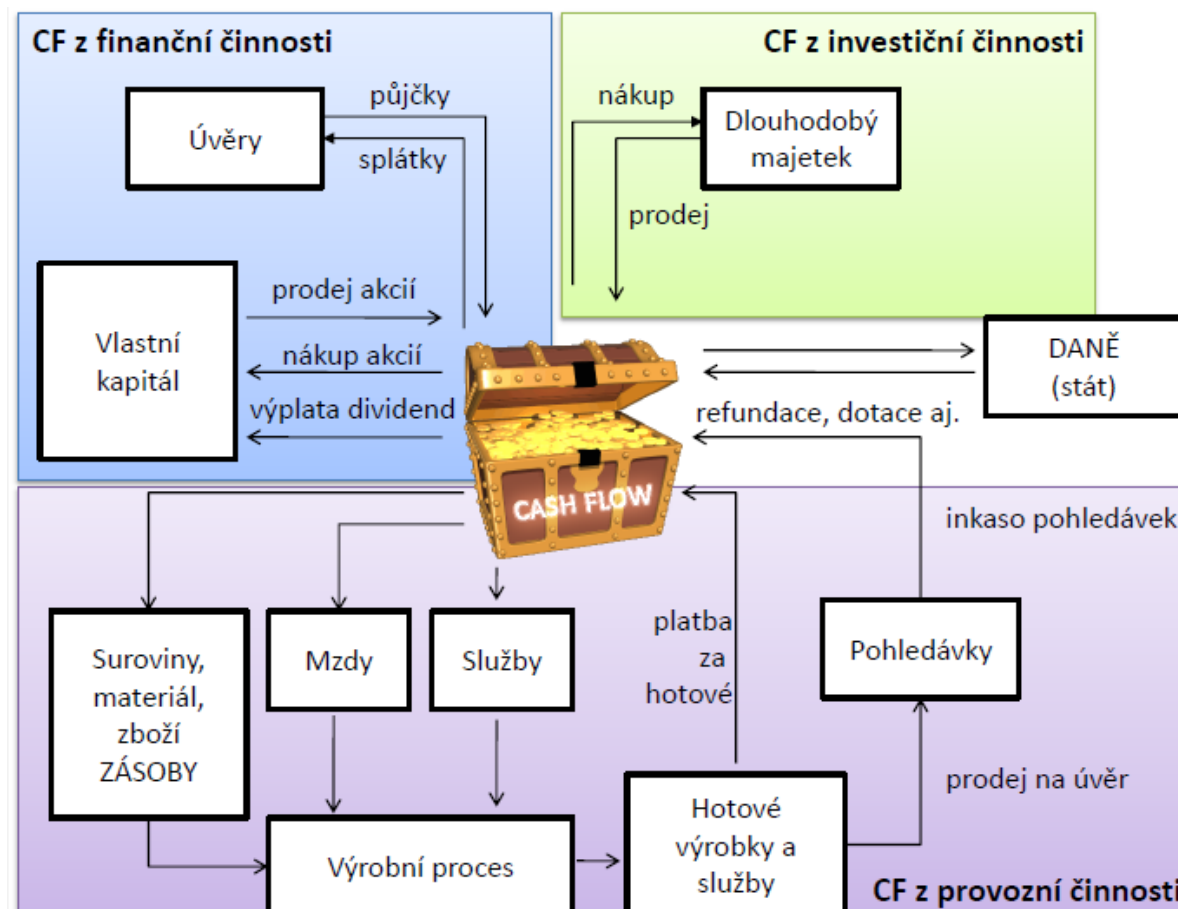 CF z finanční činnosti
CF z investiční činnosti
půjčky
Úvěry
splátky
nákup
Dlouhodobý
majetek
prodej
prodej akcií
Vlastní
kapitál
nákup akcií
výplata dividend
DANĚ
(stát)
refundace, dotace aj.
CASH FLOW
inkaso pohledávek
Suroviny,
materiál,
zboží
ZÁSOBY
Mzdy
Služby
platba
za
hotové
Pohledávky
prodej na úvěr
Výrobní proces
Hotové
výrobky a
služby
CF z provozní činnosti